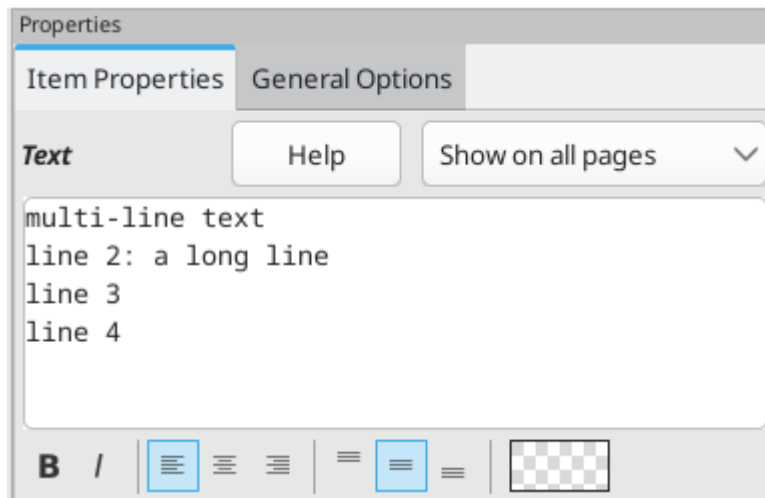 Properties
Item Properties General Options
Text Help Show on all pages
multi-line text
line 2: a long line
line 3
line 4
B I